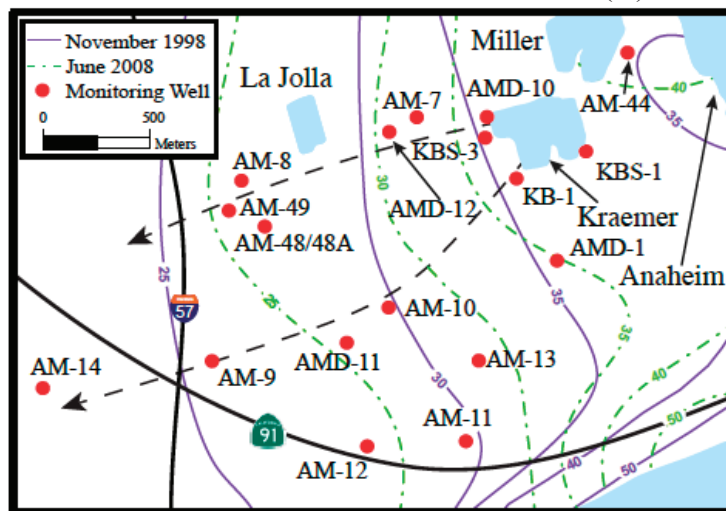 November 1998
June 2008
Monitoring Well
0 500
Meters
La Jolla
Miller
AM-7
AMD-10
AM-44
40
35
30
KBS-3
KBS-1
AM-8
AMD-12
KB-1
Kraemer
AM-49
AM-48/48A
AMD-1
Anaheim
25
25
35
57
AM-10
35
AMD-11
AM-14
AM-9
AM-13
30
40
50
91
AM-11
AM-12
40
50